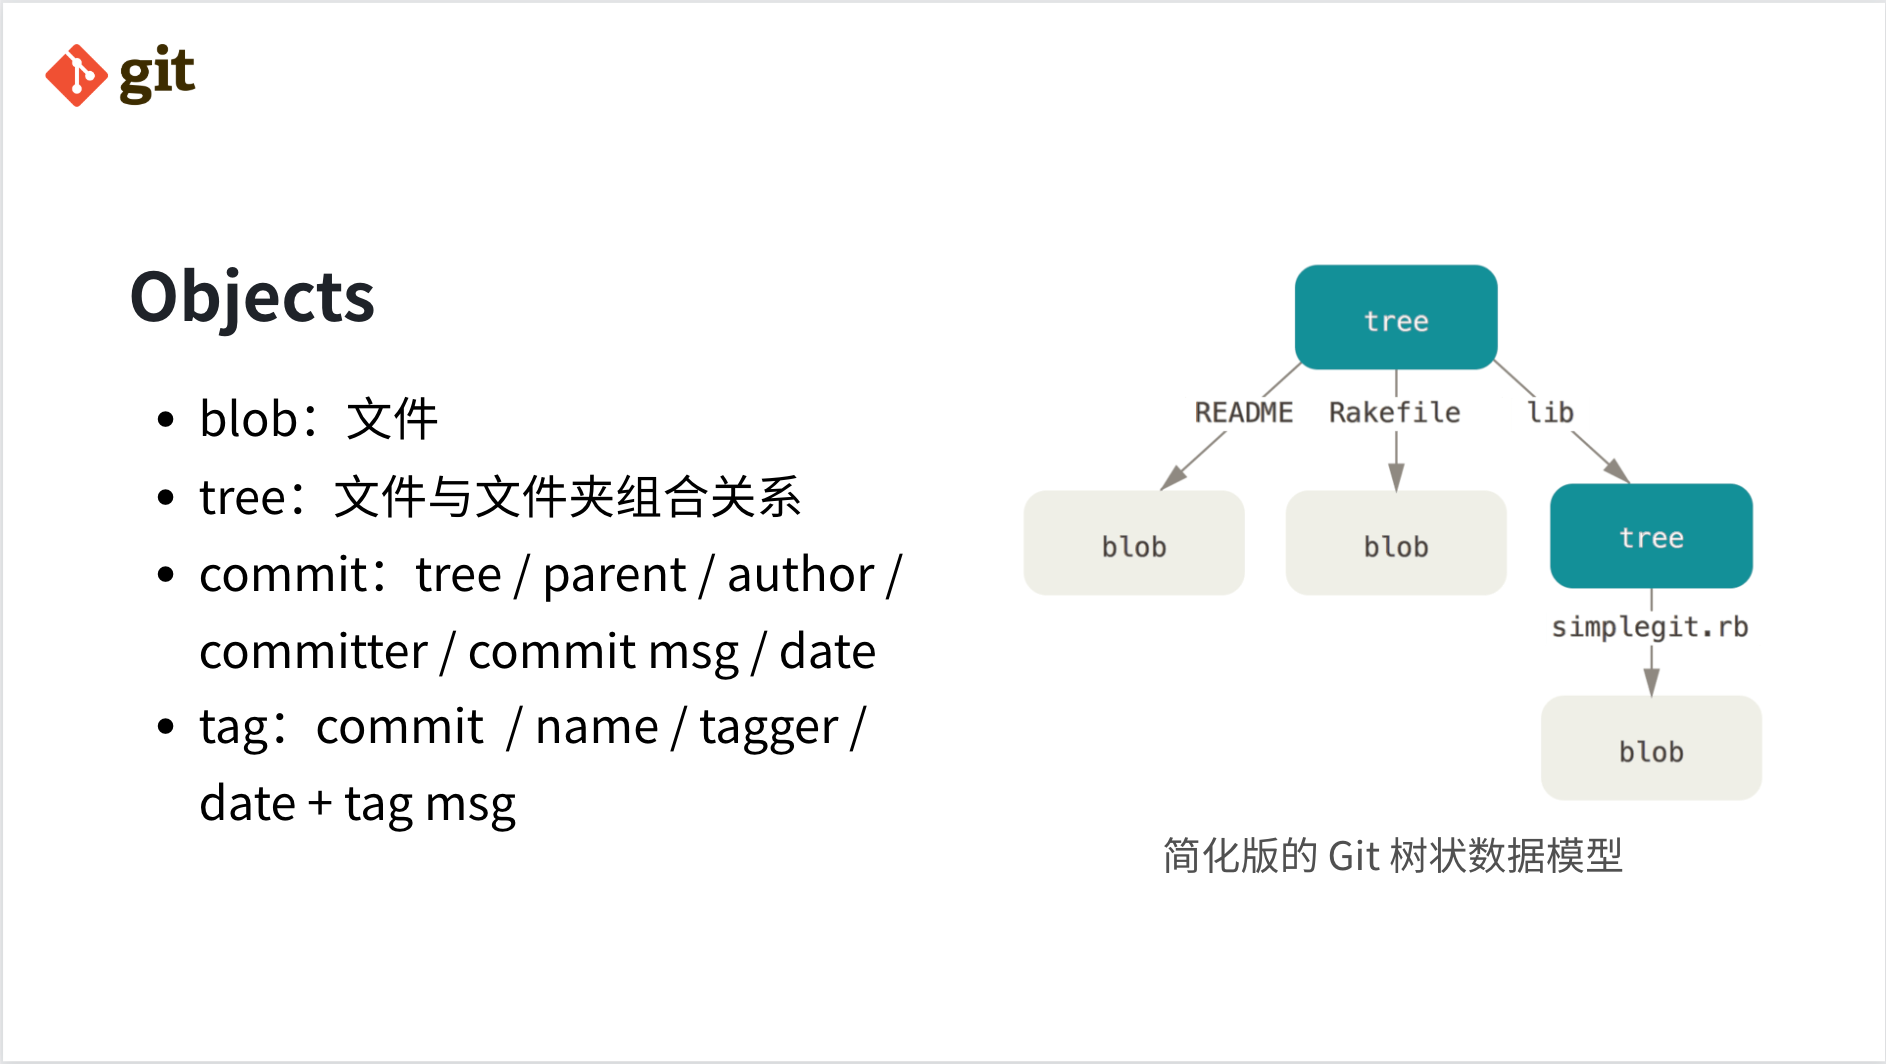 git
Objects
• blob：文件
• tree：文件与文件夹组合关系
• commit：tree / parent / author /
committer / commit msg / date
• tag：commit / name / tagger /
date + tag msg
tree
README Rakefile lib
blob blob tree
simplegit.rb
blob
简化版的 Git 树状数据模型